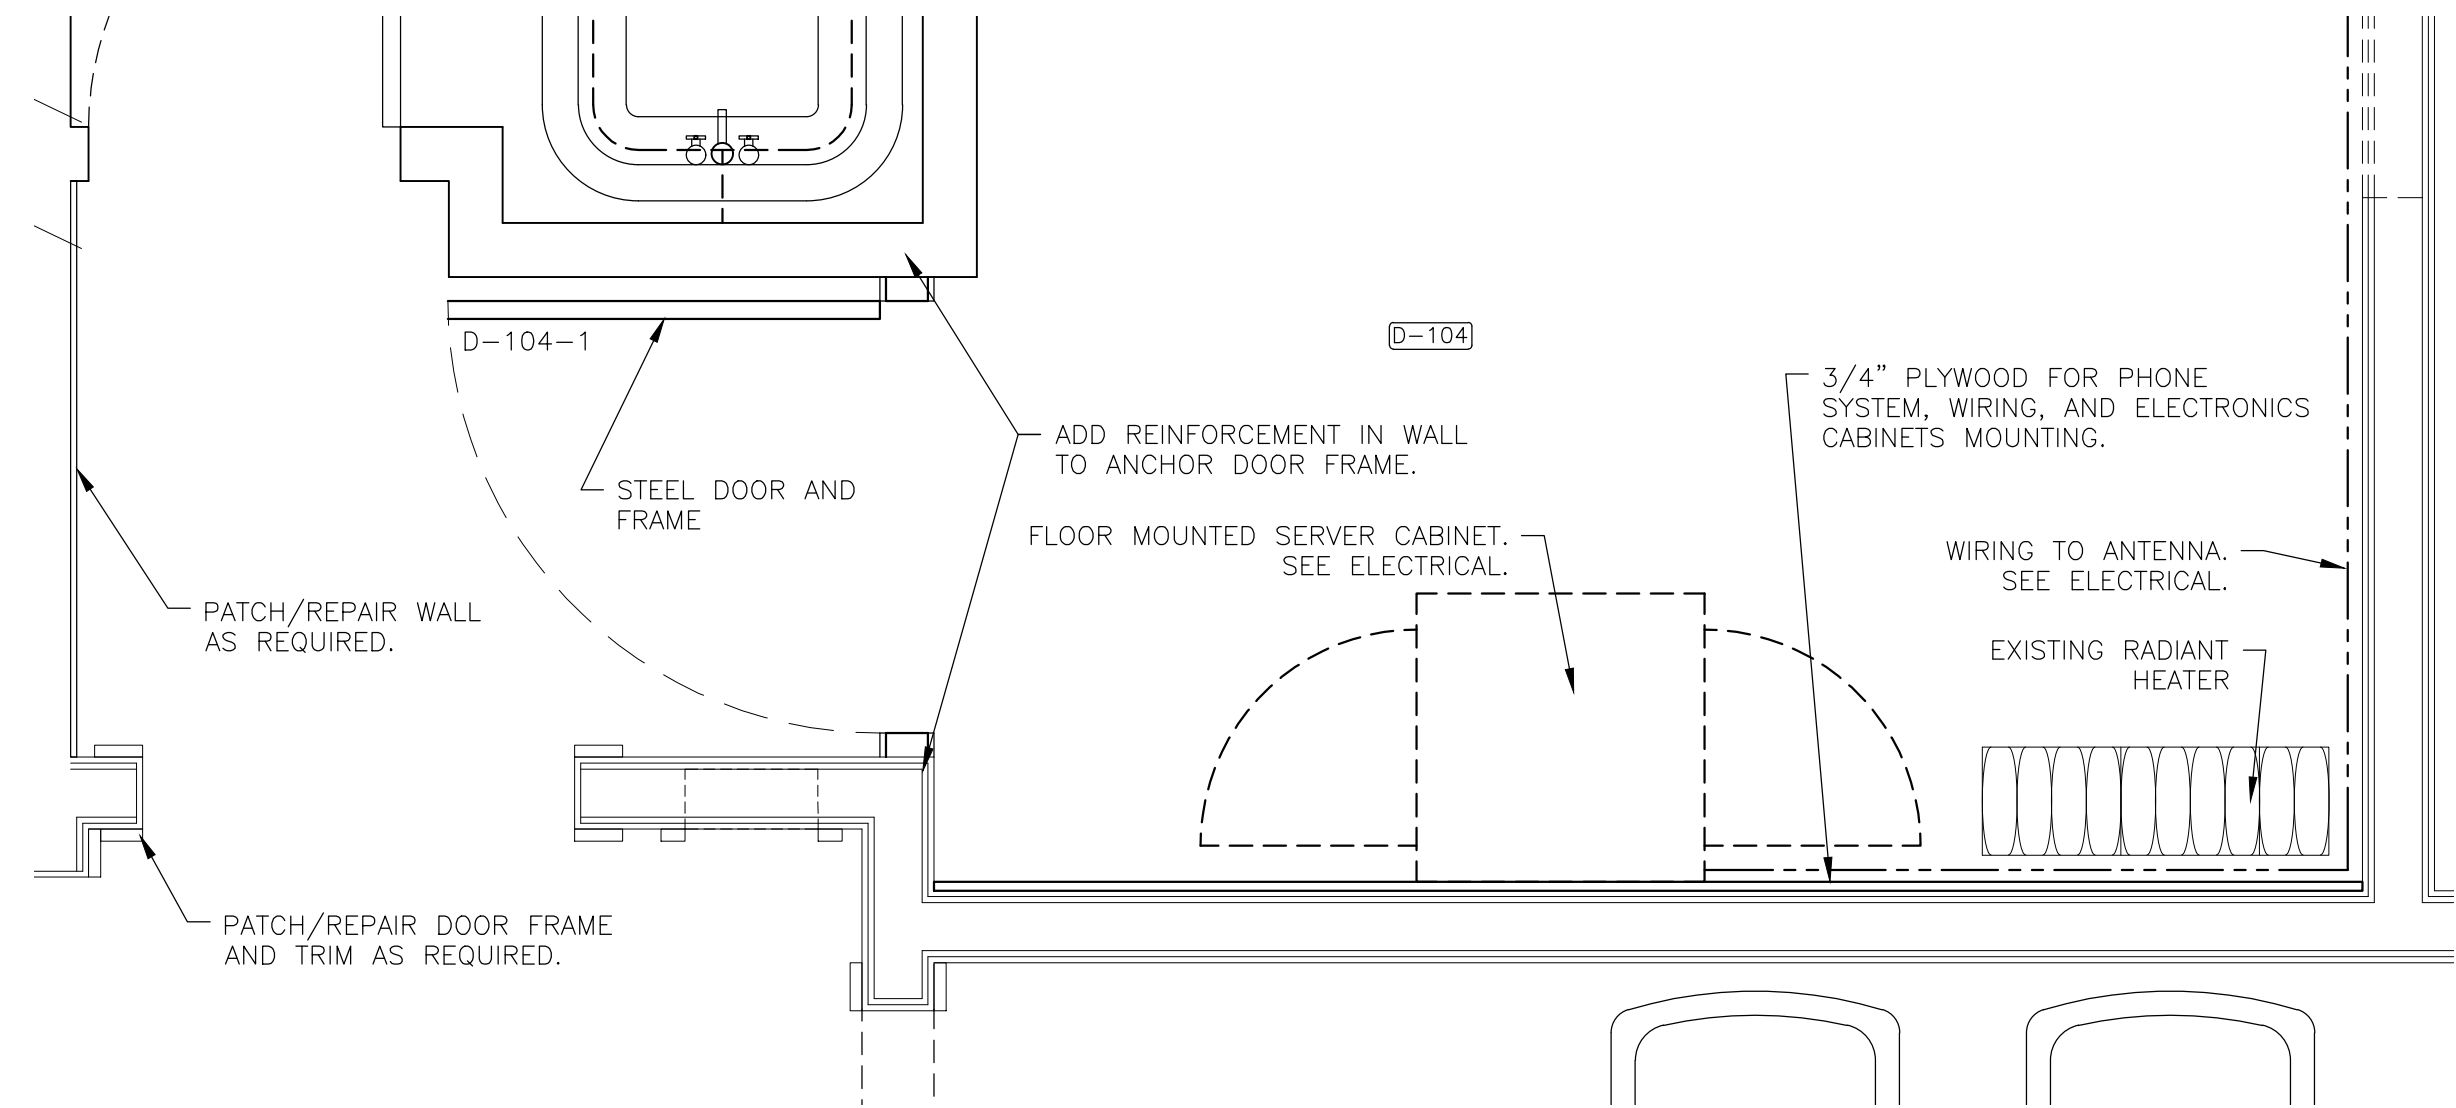 D-104-1
D-104
3/4” PLYWOOD FOR PHONE
SYSTEM, WIRING, AND ELECTRONICS
CABINETS MOUNTING.
ADD REINFORCEMENT IN WALL
TO ANCHOR DOOR FRAME.
STEEL DOOR AND
FRAME
FLOOR MOUNTED SERVER CABINET.
SEE ELECTRICAL.
WIRING TO ANTENNA.
SEE ELECTRICAL.
PATCH/REPAIR WALL
AS REQUIRED.
EXISTING RADIANT
HEATER
PATCH/REPAIR DOOR FRAME
AND TRIM AS REQUIRED.